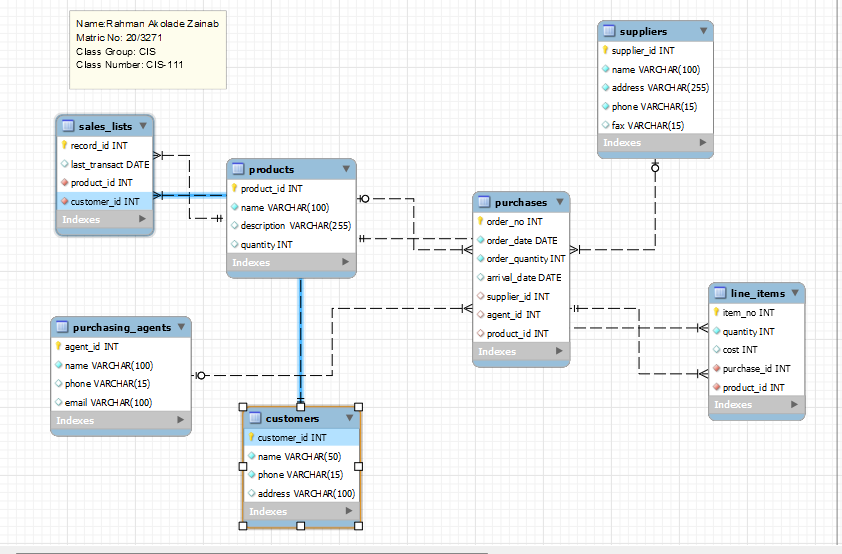 Name:Rahman Akolade Zainab
Matric No: 20/3271
Class Group: CIS
Class Number: CIS-111
suppliers
supplier_id INT
name VARCHAR(100)
address VARCHAR(255)
phone VARCHAR(15)
fax VARCHAR(15)
Indexes
sales_lists
record_id INT
last_transact DATE
product_id INT
customer_id INT
Indexes
products
product_id INT
name VARCHAR(100)
description VARCHAR(255)
quantity INT
Indexes
purchases
order_no INT
order_date DATE
order_quantity INT
arrival_date DATE
supplier_id INT
agent_id INT
product_id INT
Indexes
line_items
item_no INT
quantity INT
cost INT
purchase_id INT
product_id INT
Indexes
purchasing_agents
agent_id INT
name VARCHAR(100)
phone VARCHAR(15)
email VARCHAR(100)
Indexes
customers
customer_id INT
name VARCHAR(50)
phone VARCHAR(15)
address VARCHAR(100)
Indexes